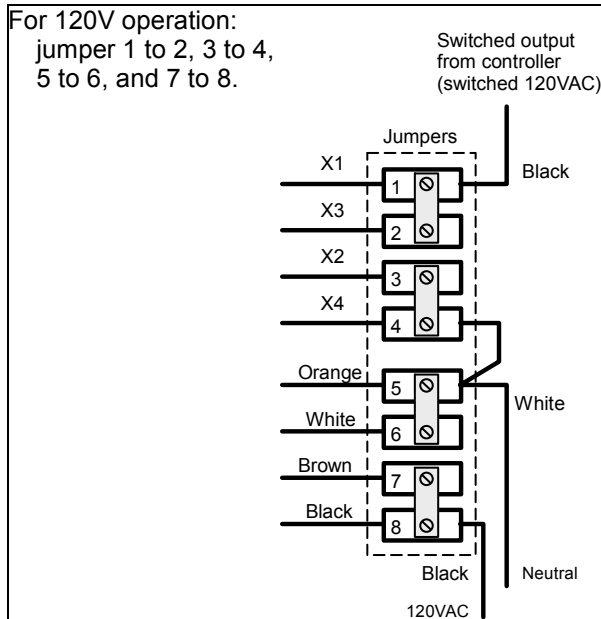 For 120V operation:
jumper 1 to 2, 3 to 4,
5 to 6, and 7 to 8.
Switched output
from controller
(switched 120VAC)
Jumpers
Black
X1
1
X3
2
X2
3
X4
4
Orange
5
White
White
6
Brown
7
Black
8
Black
Neutral
120VAC